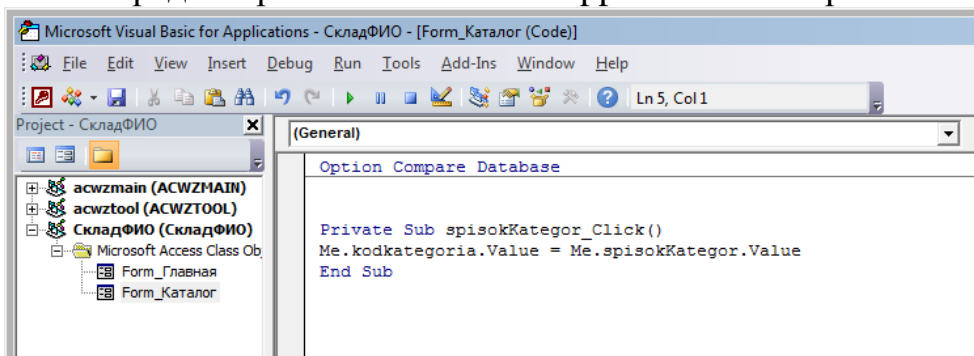 Microsoft Visual Basic for Applications - СкладФИО - [Form_Каталог (Code)]
File Edit View Insert Debug Run Tools Add-Ins Window Help
Ln 5, Col 1
Project - СкладФИО
(General)
Option Compare Database
acwzmain (ACWZMAIN)
acwztool (ACWZTOOL)
СкладФИО (СкладФИО)
Microsoft Access Class Ob
Form_Главная
Form_Каталог
Private Sub spisokKategor_Click()
Me.kodkategoria.Value = Me.spisokKategor.Value
End Sub